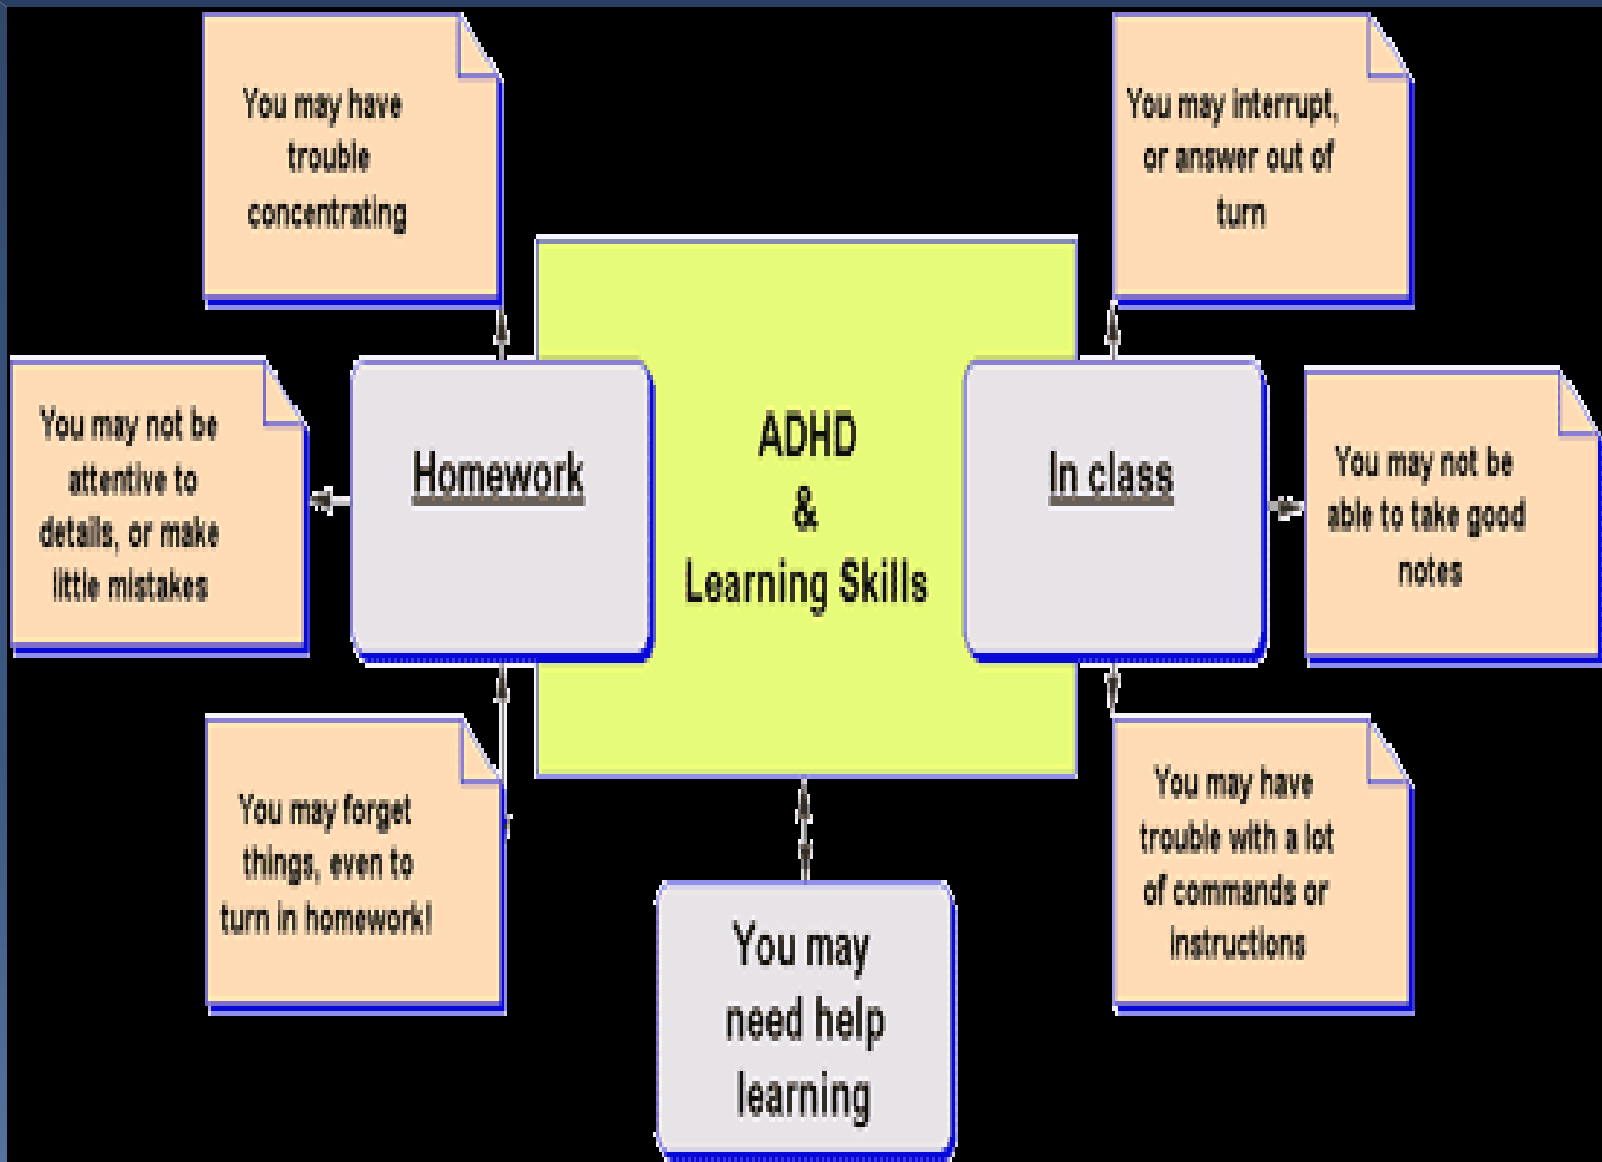 You may have
trouble
concentrating
You may interrupt,
or answer out of
turn
You may not be
attentive to
details, or make
little mistakes
Homework
ADHD
&
Learning Skills
In class
You may not be
able to take good
notes
You may forget
things, even to
turn in homework!
You may
need help
learning
You may have
trouble with a lot
of commands or
instructions